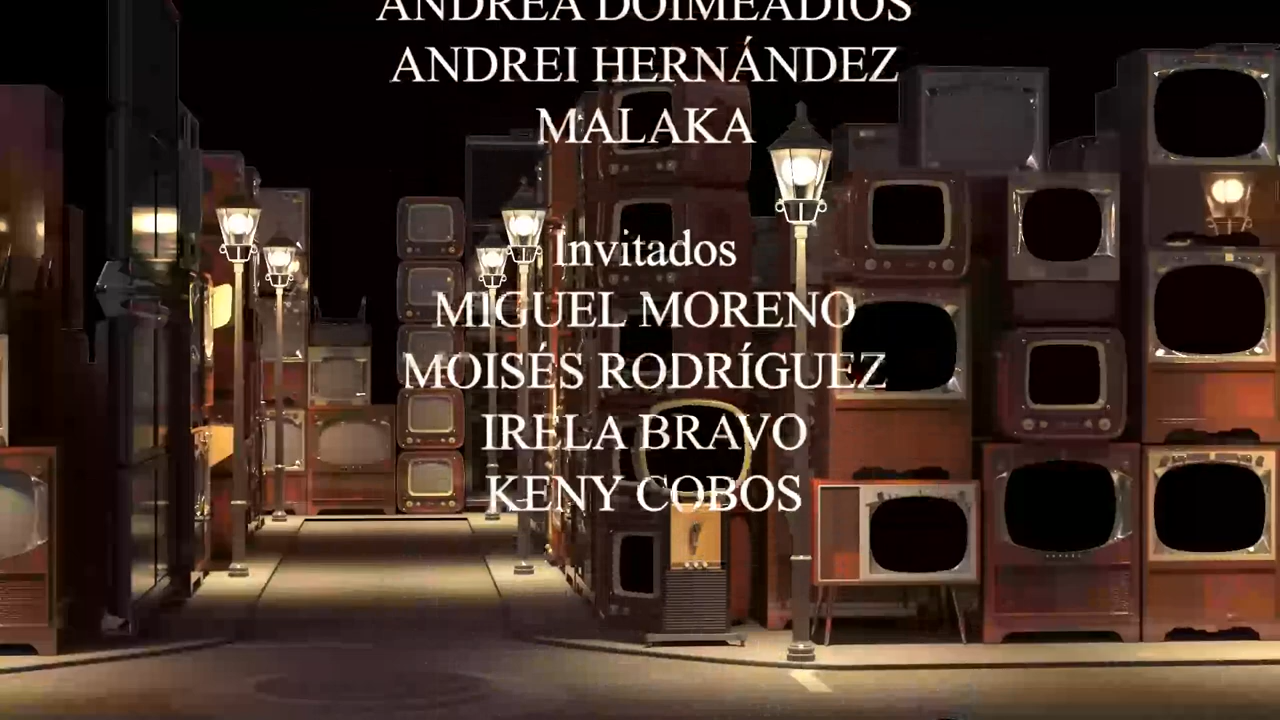 ANDREA DOIMEADIOS
ANDREI HERNÁNDEZ
MALAKA
Invitados
MIGUEL MORENO
MOISÉS RODRÍGUEZ
IRELA BRAVO
KENY COBOS